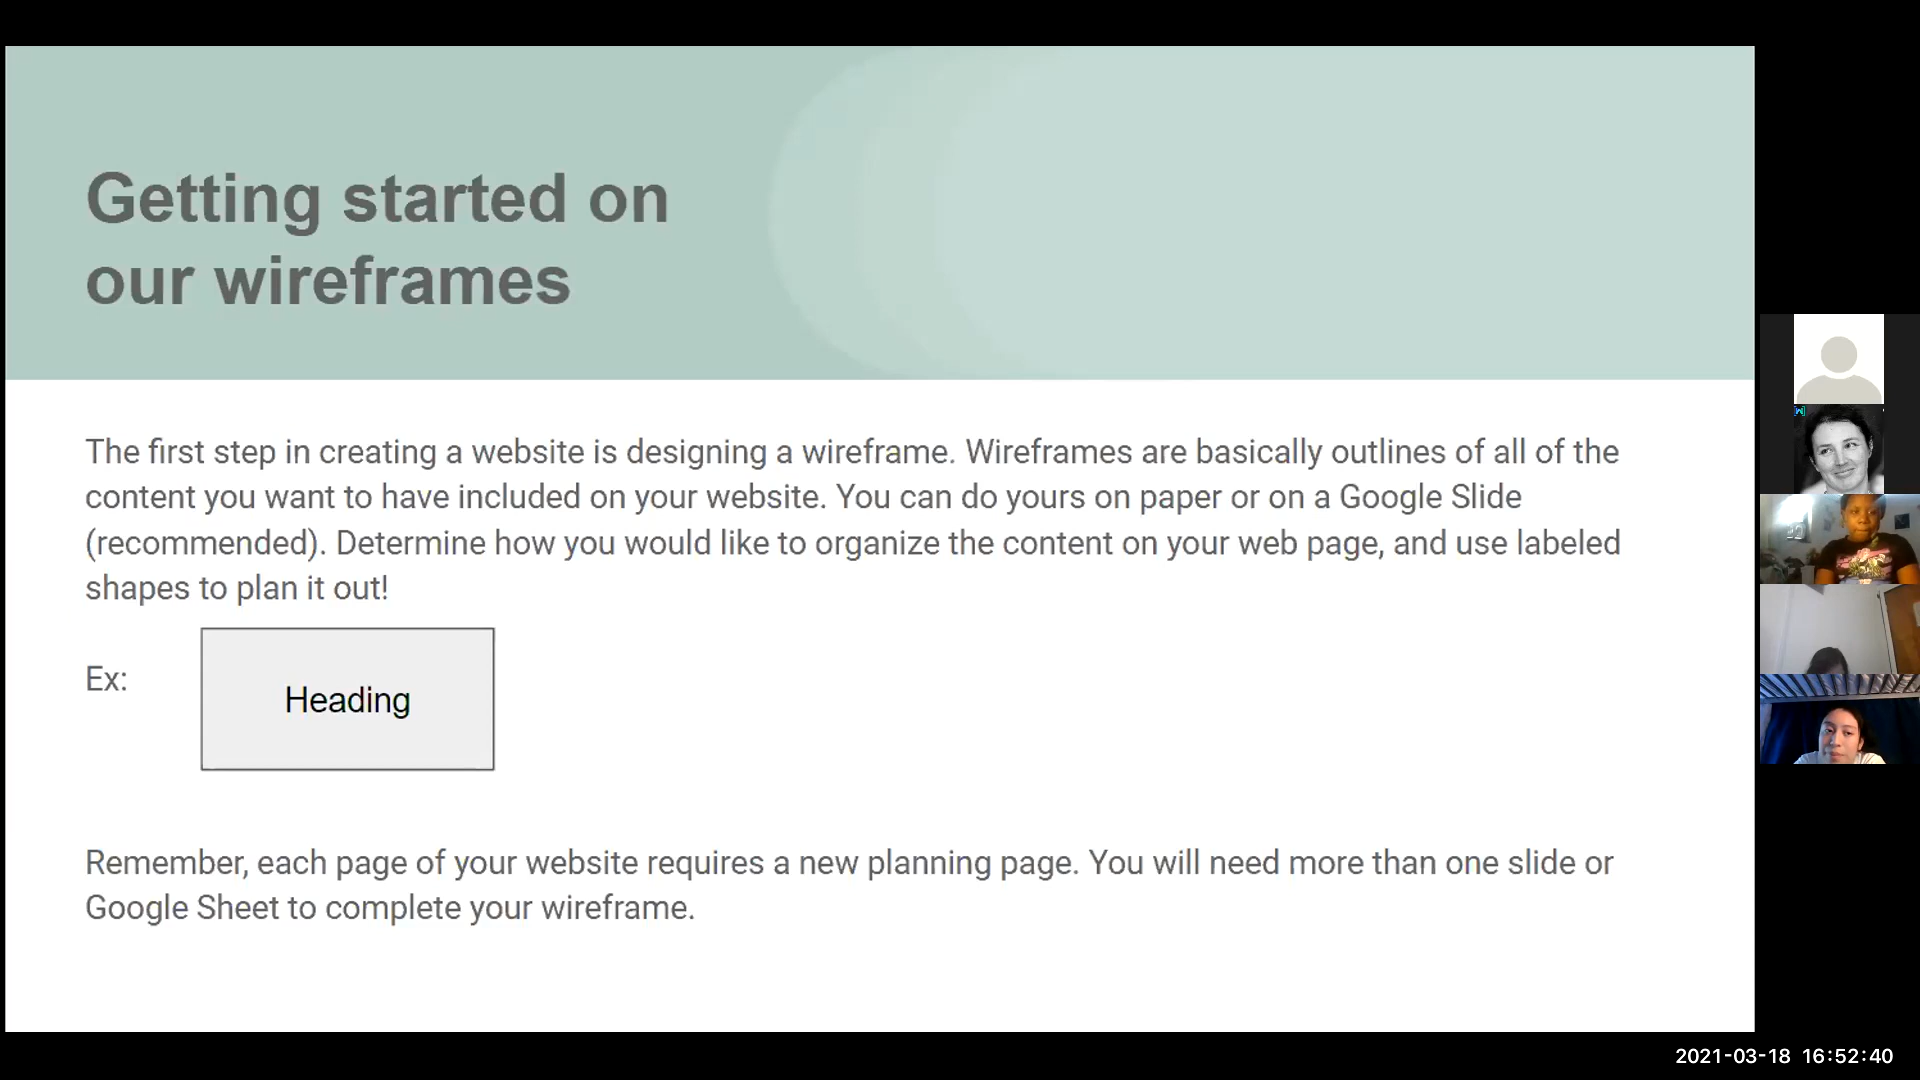 Getting started on
our wireframes
The first step in creating a website is designing a wireframe. Wireframes are basically outlines of all of the
content you want to have included on your website. You can do yours on paper or on a Google Slide
(recommended). Determine how you would like to organize the content on your web page, and use labeled
shapes to plan it out!
Ex:
Heading
Remember, each page of your website requires a new planning page. You will need more than one slide or
Google Sheet to complete your wireframe.
2021-03-18 16:52:40